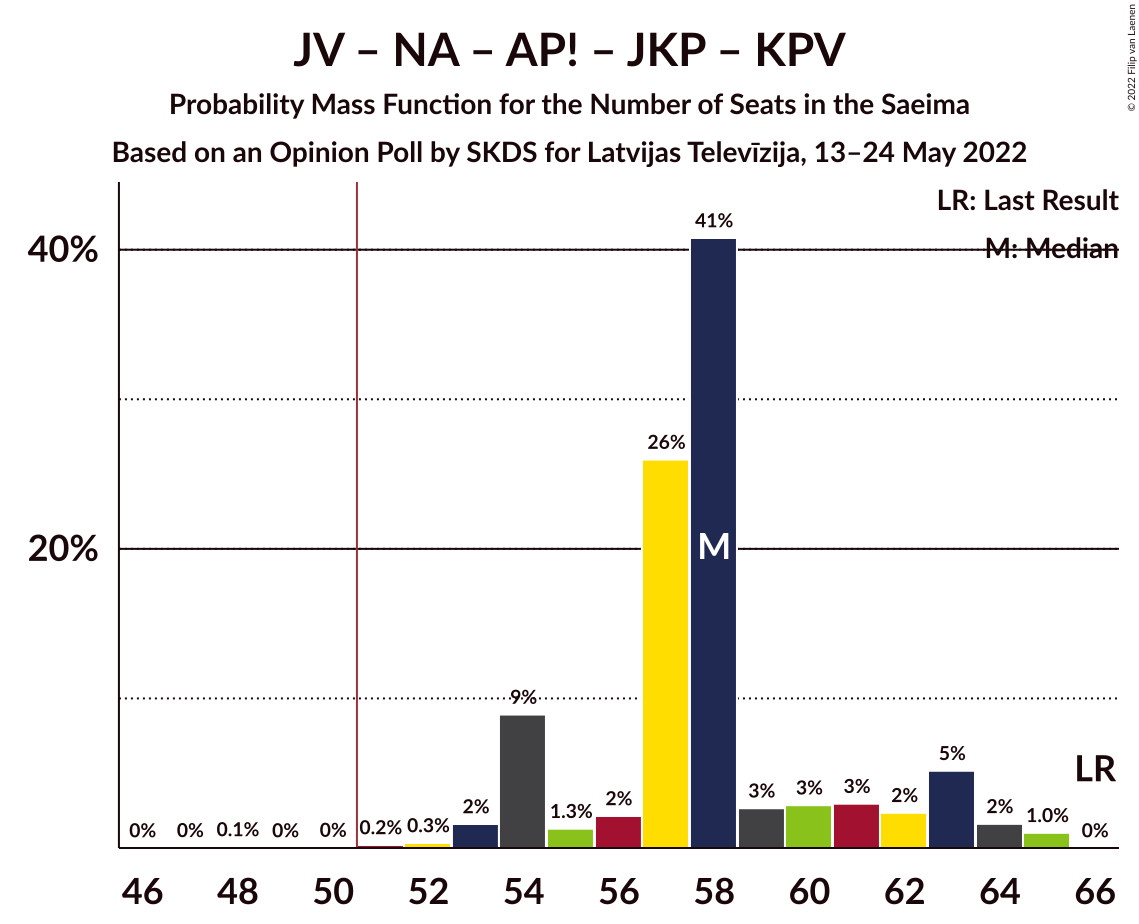 JV – NA – AP! – JKP – KPV
Probability Mass Function for the Number of Seats in the Saeima
Based on an Opinion Poll by SKDS for Latvijas Televīzija, 13–24 May 2022
© 2022 Filip van Laenen
LR: Last Result
M: Median
40%
20%
0% 0% 0.1% 0% 0% 0.2% 0.3% 2% 9% 1.3% 2% 26% 41% 3% 3% 3% 2% 5% 2% 1.0% 0%
M
LR
46 48 50 52 54 56 58 60 62 64 66